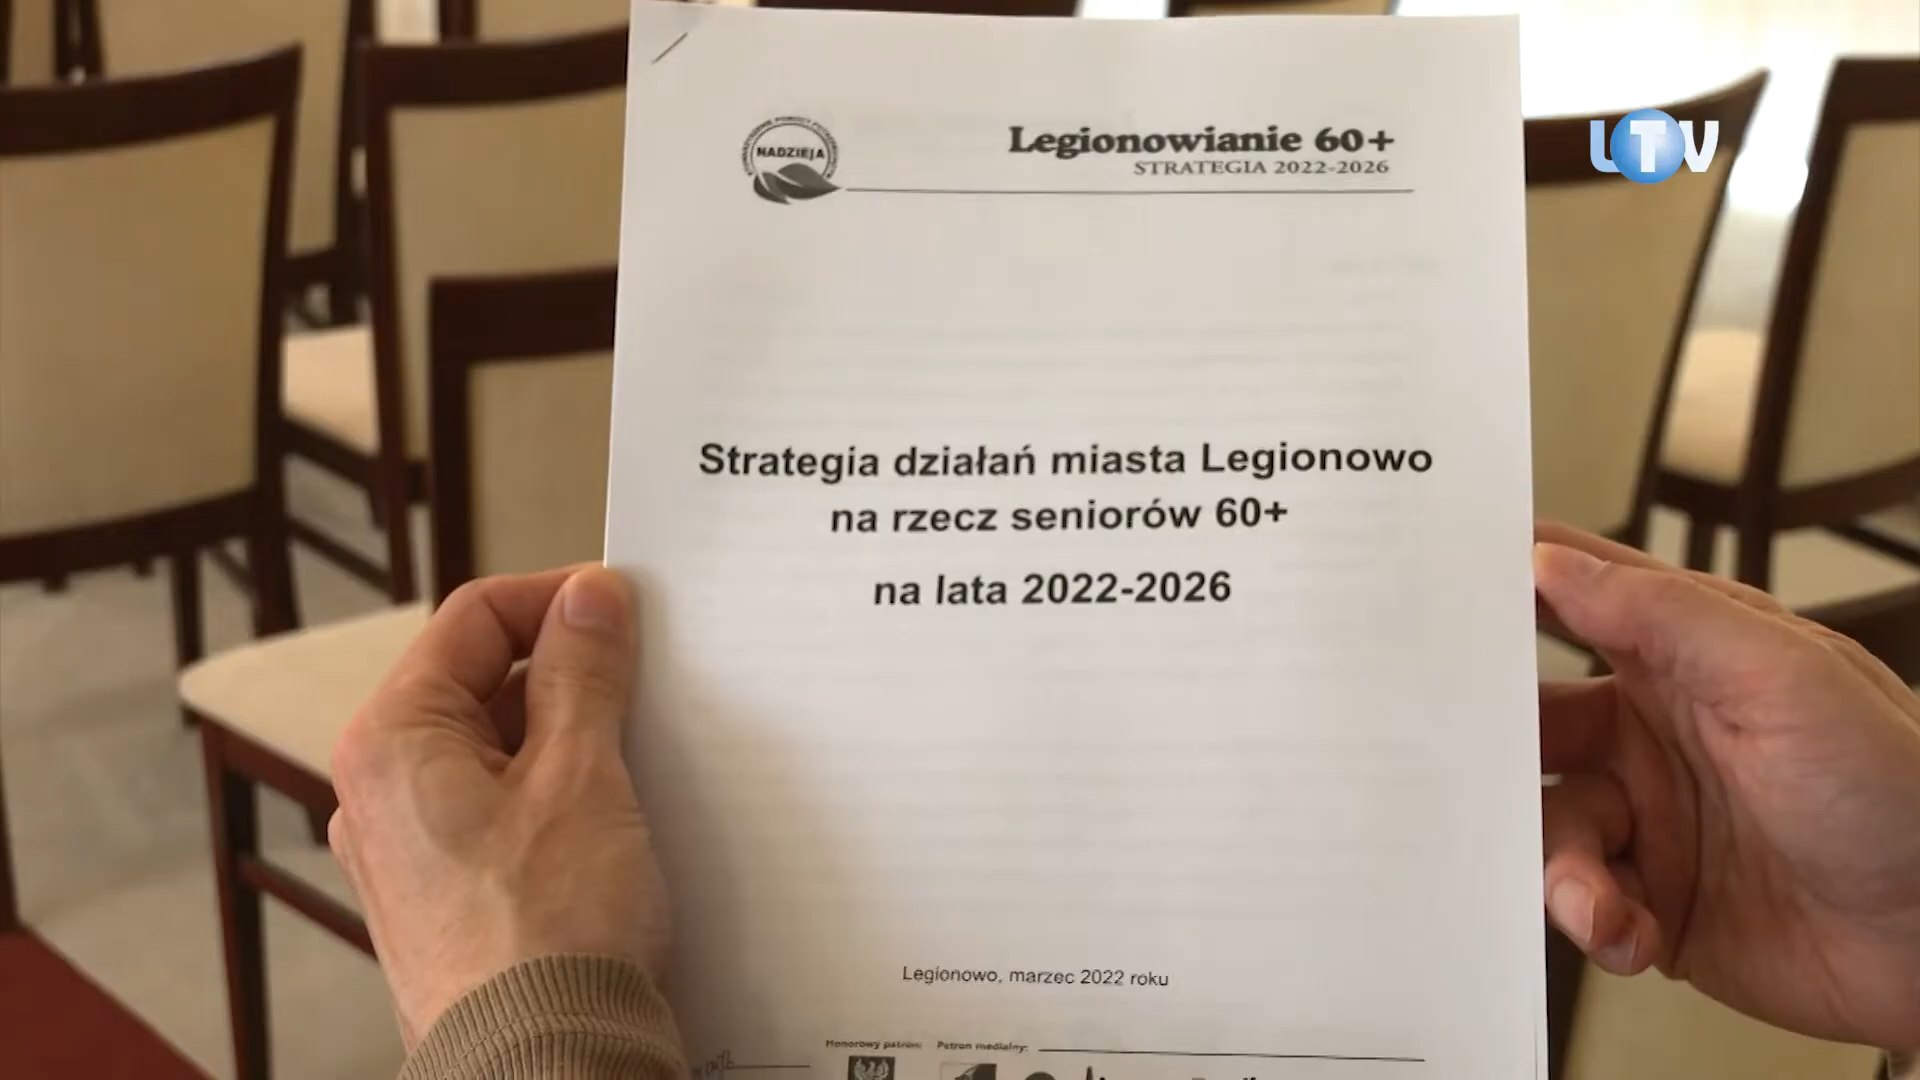 LTV
NADZIEJA
Legionowianie 60+
STRATEGIA 2022-2026
Strategia działań miasta Legionowo
na rzecz seniorów 60+
na lata 2022-2026
Legionowo, marzec 2022 roku
Honorowy patron: Patron medialny: